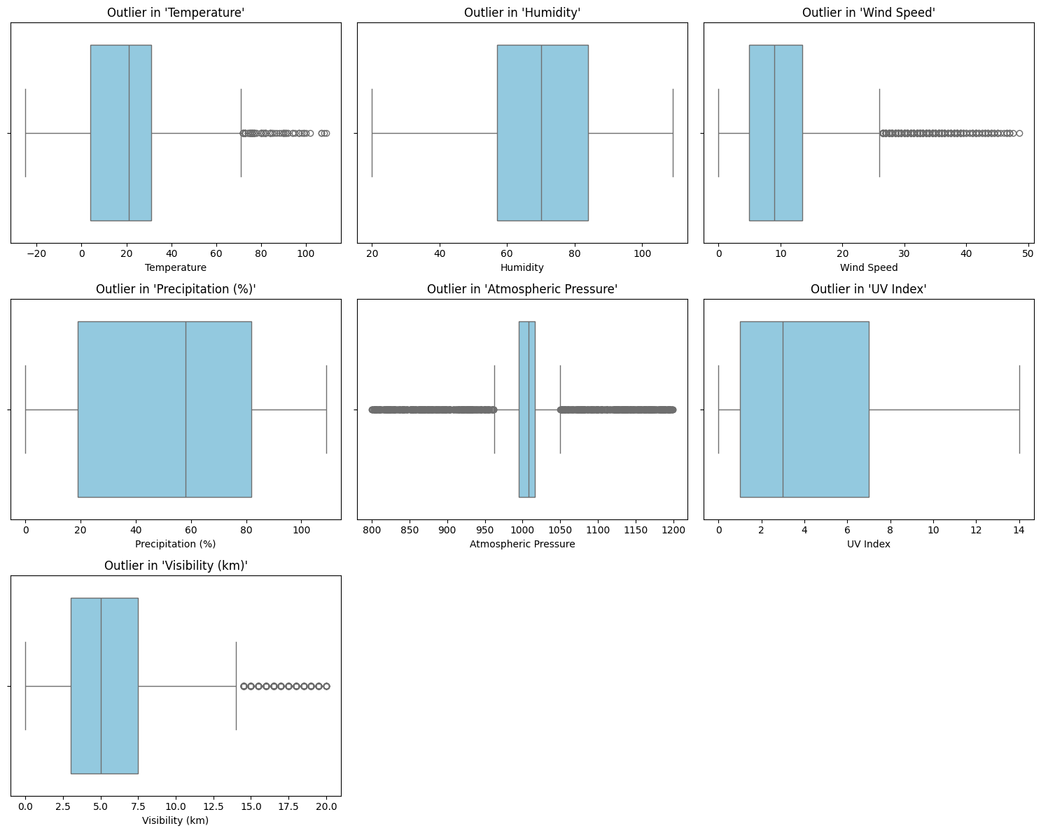 Outlier in 'Temperature'
−20 0 20 40 60 80 100
Temperature
Outlier in 'Humidity'
20 40 60 80 100
Humidity
Outlier in 'Wind Speed'
0 10 20 30 40 50
Wind Speed
Outlier in 'Precipitation (%)'
0 20 40 60 80 100
Precipitation (%)
Outlier in 'Atmospheric Pressure'
800 850 900 950 1000 1050 1100 1150 1200
Atmospheric Pressure
Outlier in 'UV Index'
0 2 4 6 8 10 12 14
UV Index
Outlier in 'Visibility (km)'
0.0 2.5 5.0 7.5 10.0 12.5 15.0 17.5 20.0
Visibility (km)